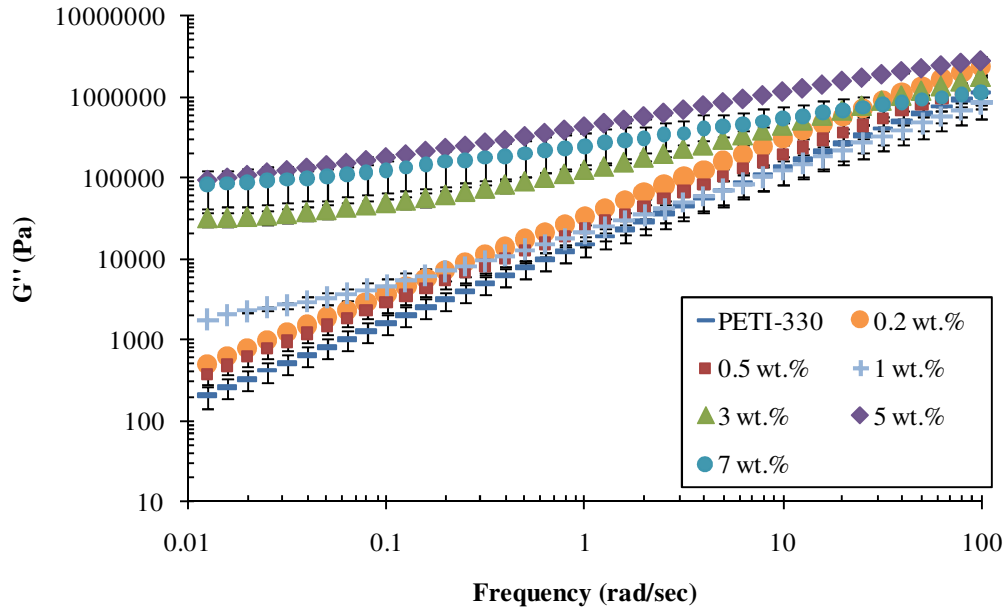 10000000
1000000
100000
10000
1000
100
10
G'' (Pa)
0.01 0.1 1 10 100
Frequency (rad/sec)
PETI-330 0.2 wt.%
0.5 wt.% 1 wt.%
3 wt.% 5 wt.%
7 wt.%